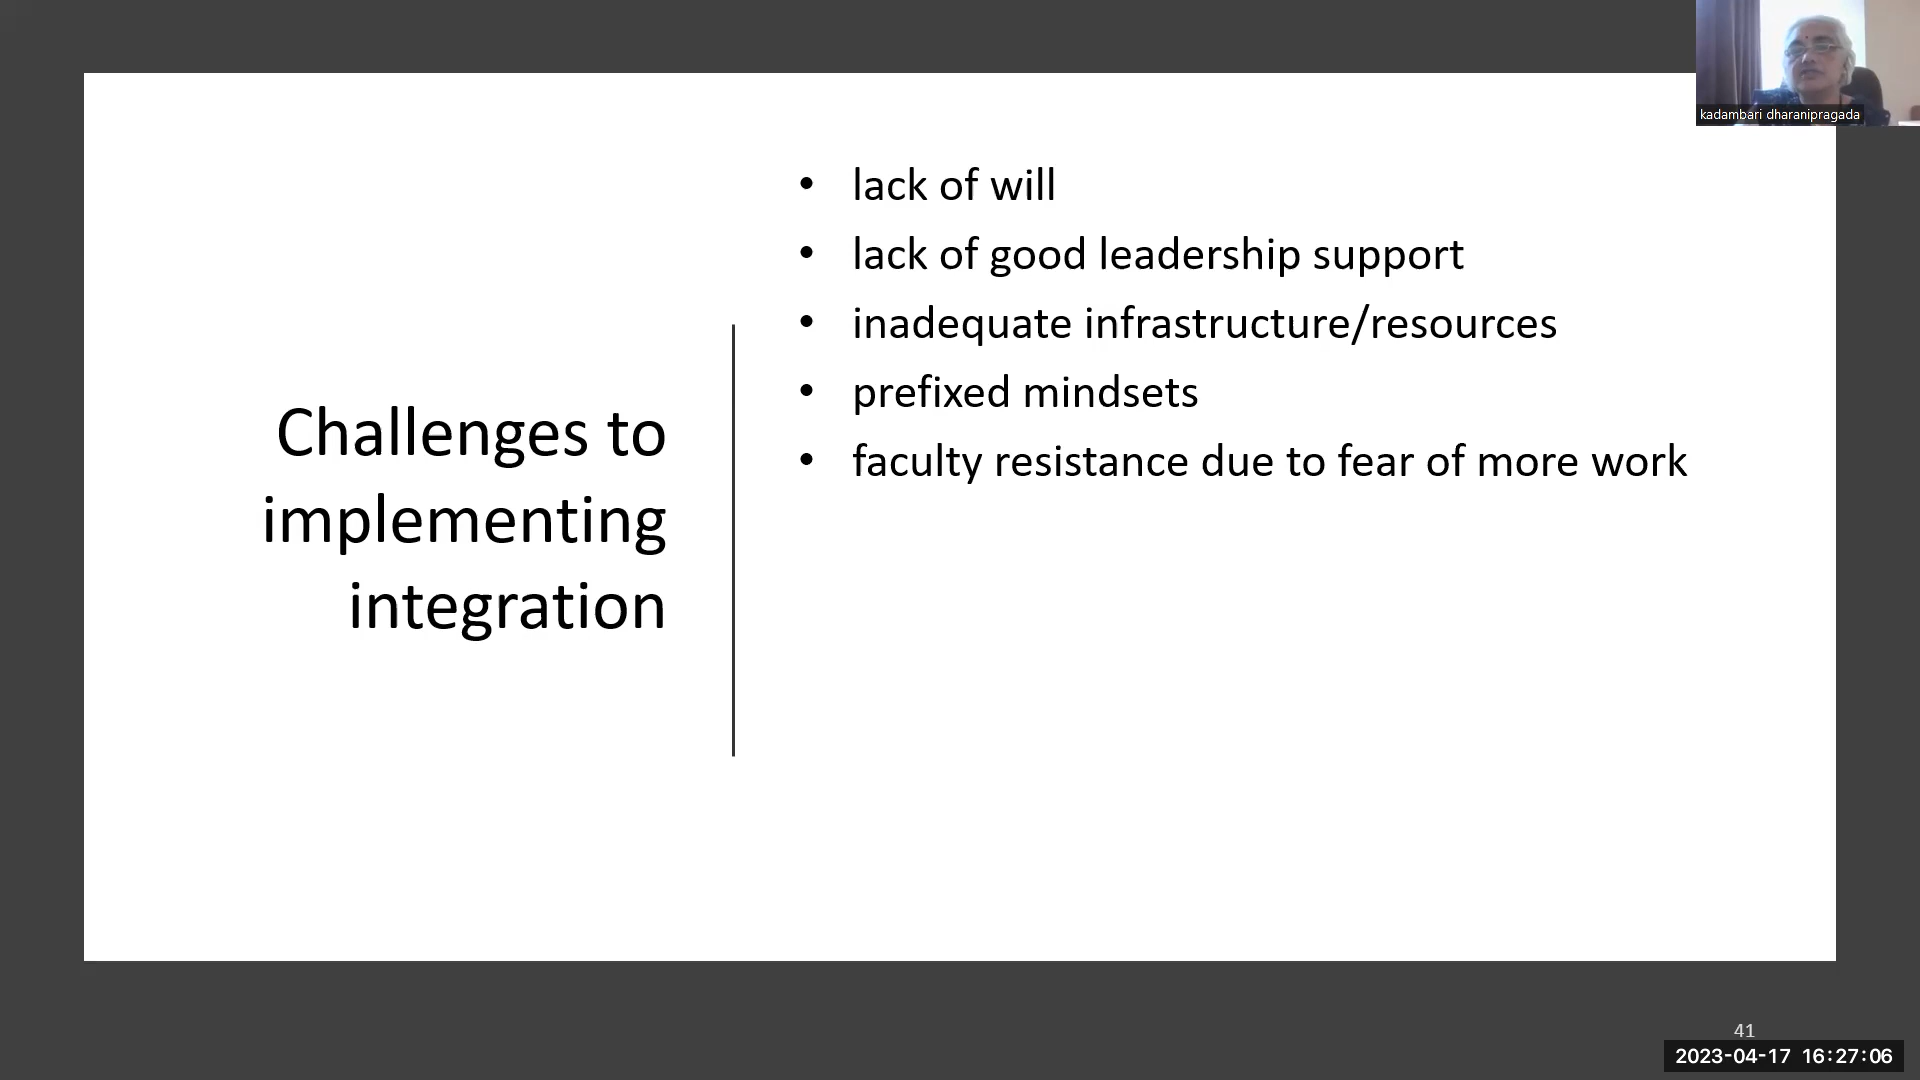 kadambari dharanipragada
Challenges to
implementing
integration
• lack of will
• lack of good leadership support
• inadequate infrastructure/resources
• prefixed mindsets
• faculty resistance due to fear of more work
41
2023-04-17 16:27:06